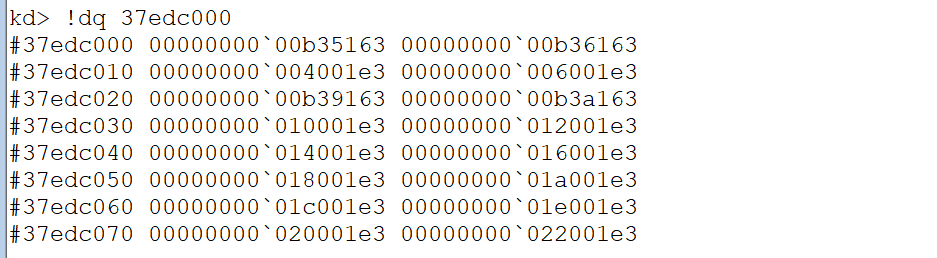 kd> !dq 37edc000
#37edc000 00000000`00b35163 00000000`00b36163
#37edc010 00000000`004001e3 00000000`006001e3
#37edc020 00000000`00b39163 00000000`00b3a163
#37edc030 00000000`010001e3 00000000`012001e3
#37edc040 00000000`014001e3 00000000`016001e3
#37edc050 00000000`018001e3 00000000`01a001e3
#37edc060 00000000`01c001e3 00000000`01e001e3
#37edc070 00000000`020001e3 00000000`022001e3